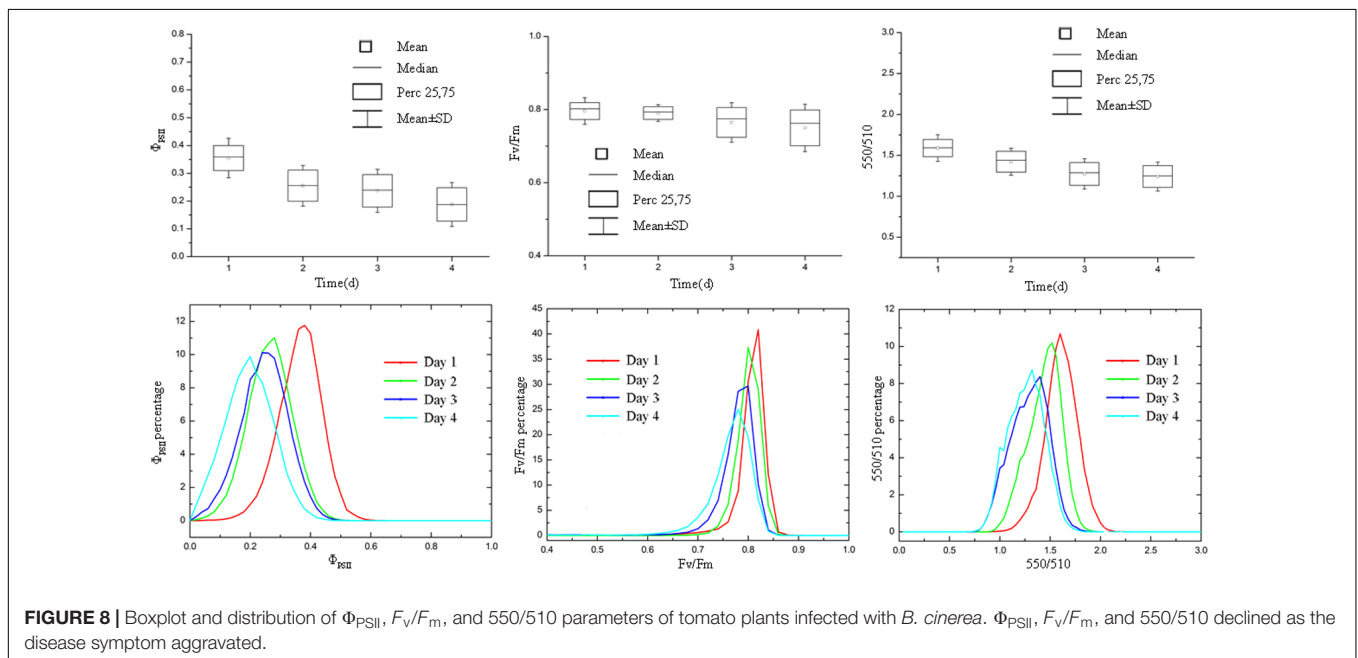 0.8
0.7
0.6
0.5
0.4
0.3
0.2
0.1
0.0
Φ_PSII
Mean
Median
Perc 25,75
Mean±SD
1 2 3 4
Time(d)
1.0
0.8
0.6
0.4
Fv/Fm
Mean
Median
Perc 25,75
Mean±SD
1 2 3 4
Time(d)
3.0
2.5
2.0
1.5
1.0
0.5
550/510
Mean
Median
Perc 25,75
Mean±SD
1 2 3 4
Time(d)
12
10
8
6
4
2
0
Φ_PSII percentage
Day 1
Day 2
Day 3
Day 4
0.0 0.2 0.4 0.6 0.8 1.0
Φ_PSII
45
40
35
30
25
20
15
10
5
0
Fv/Fm percentage
Day 1
Day 2
Day 3
Day 4
0.4 0.5 0.6 0.7 0.8 0.9 1.0
Fv/Fm
12
10
8
6
4
2
0
550/510 percentage
Day 1
Day 2
Day 3
Day 4
0.0 0.5 1.0 1.5 2.0 2.5 3.0
550/510
FIGURE 8 | Boxplot and distribution of Φ_PSII, F_v/F_m, and 550/510 parameters of tomato plants infected with B. cinerea. Φ_PSII, F_v/F_m, and 550/510 declined as the
disease symptom aggravated.